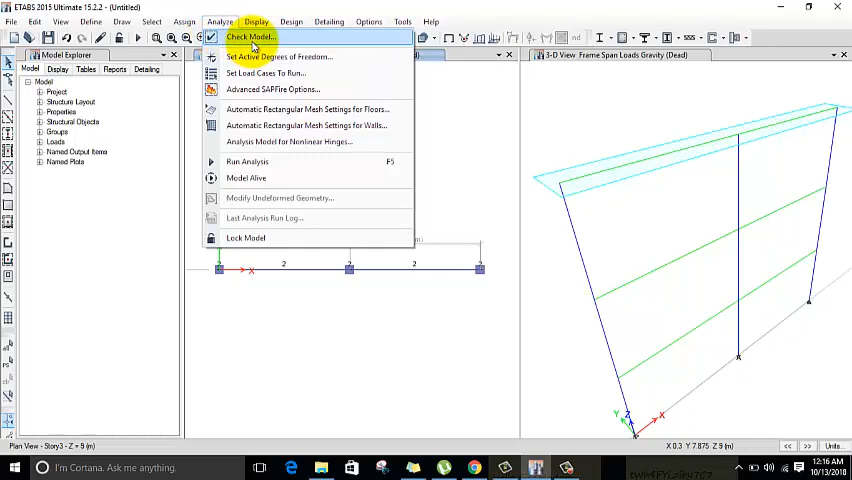 ETABS 2015 Ultimate 15.2.2 - (Untitled)
File Edit View Define Draw Select Assign Analyze Display Design Detailing Options Tools Help
Model Explorer
Model Display Tables Reports Detailing
Model
Project
Structure Layout
Properties
Structural Objects
Groups
Loads
Named Output Items
Named Plots
Check Model...
Set Active Degrees of Freedom...
Set Load Cases To Run...
Advanced SAPFire Options...
Automatic Rectangular Mesh Settings for Floors...
Automatic Rectangular Mesh Settings for Walls...
Analysis Model for Nonlinear Hinges...
Run Analysis F5
Model Alive
Modify Undeformed Geometry...
Last Analysis Run Log...
Lock Model
2 2
X
3-D View Frame Span Loads Gravity (Dead)
Y Z X
Plan View - Story3 - Z = 9 (m)
X 0.3 Y 7.875 Z 9 (m)
<< >> Units...
I'm Cortana. Ask me anything.
12:16 AM
10/13/2018